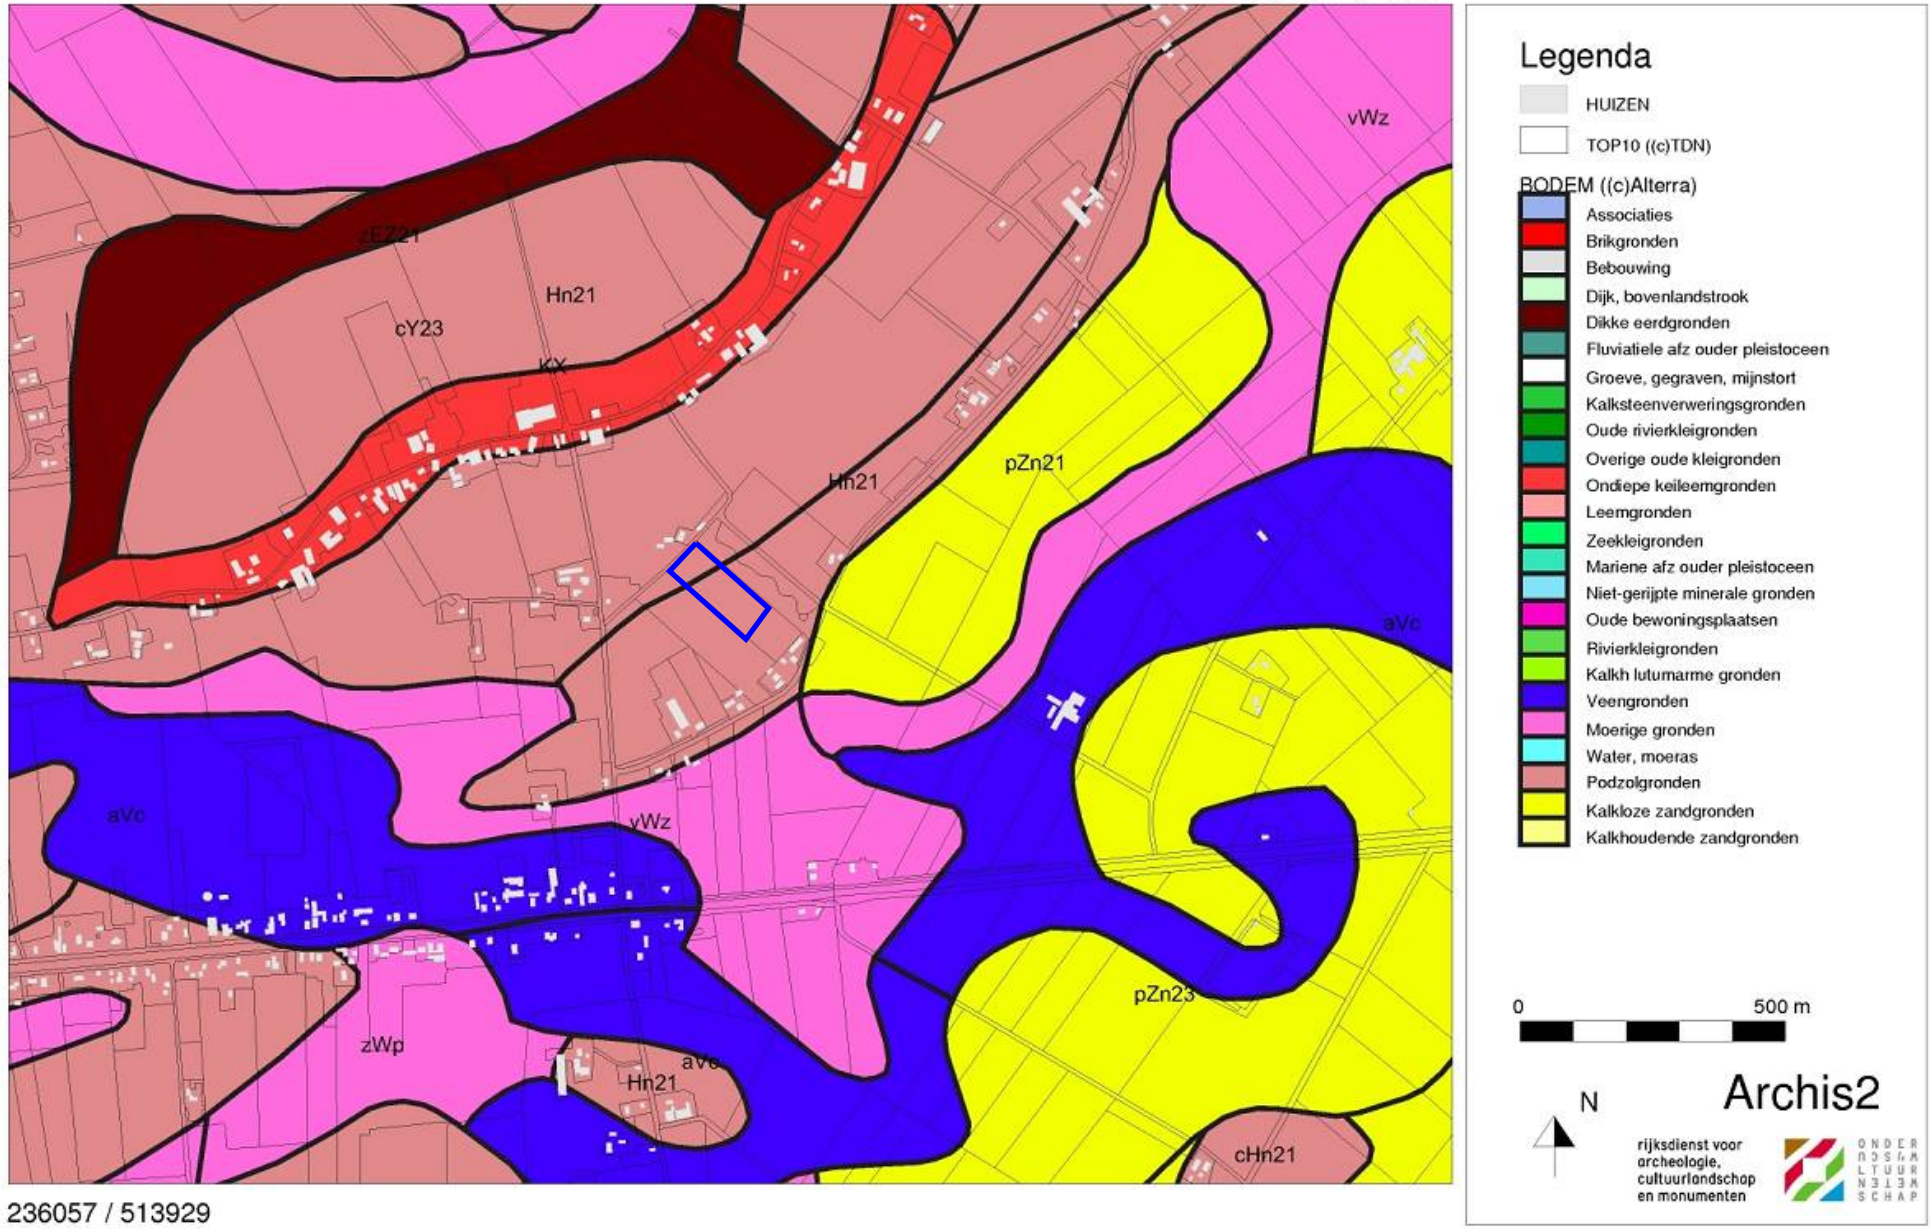 vWz
zEZ21
Hn21
cY23
KX
pZn21
Hn21
aVc
aVc
vWz
pZn23
zWp
aVc
Hn21
cHn21
236057 / 513929
Legenda
HUIZEN
TOP10 ((c)TDN)
BODEM ((c)Alterra)
Associaties
Brikgronden
Bebouwing
Dijk, bovenlandstrook
Dikke eerdgronden
Fluviatiele afz ouder pleistoceen
Groeve, gegraven, mijnstort
Kalksteenverweringsgronden
Oude rivierkleigronden
Overige oude kleigronden
Ondiepe keileemgronden
Leemgronden
Zeekleigronden
Mariene afz ouder pleistoceen
Niet-gerijpte minerale gronden
Oude bewoningsplaatsen
Rivierkleigronden
Kalkh lutumarme gronden
Veengronden
Moerige gronden
Water, moeras
Podzolgronden
Kalkloze zandgronden
Kalkhoudende zandgronden
0 500 m
N
Archis2
rijksdienst voor
archeologie,
cultuurlandschap
en monumenten